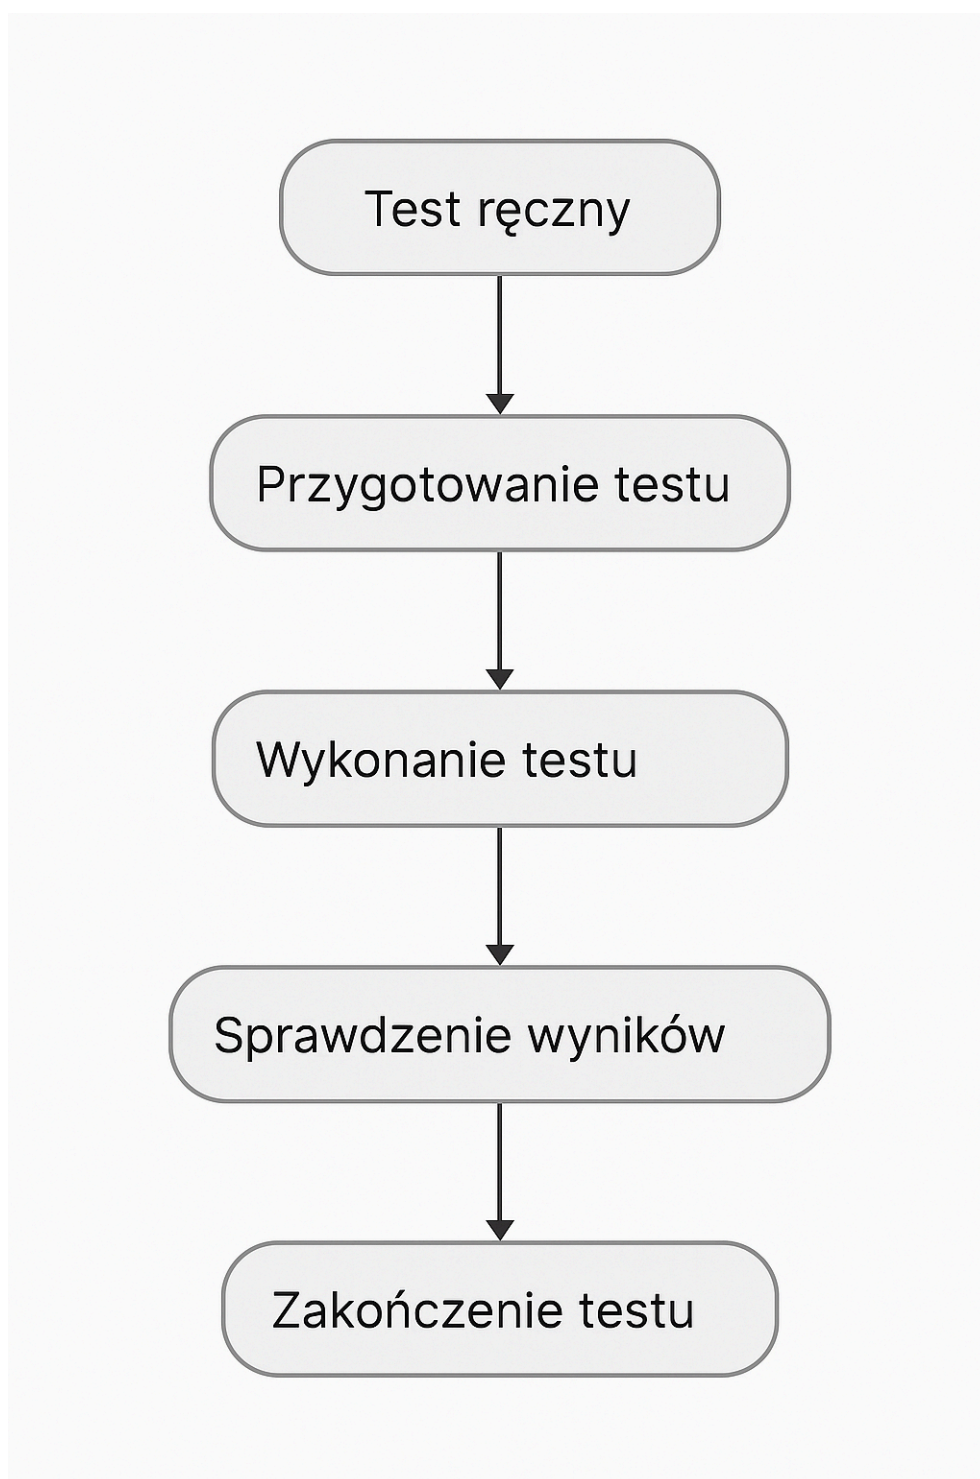 Test ręczny
Przygotowanie testu
Wykonanie testu
Sprawdzenie wyników
Zakończenie testu